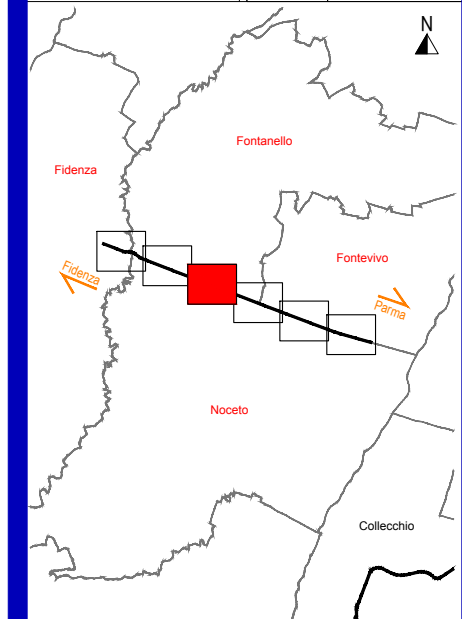 N
Fontanello
Fidenza
Fontevivo
Fidenza
Parma
Noceto
Collecchio